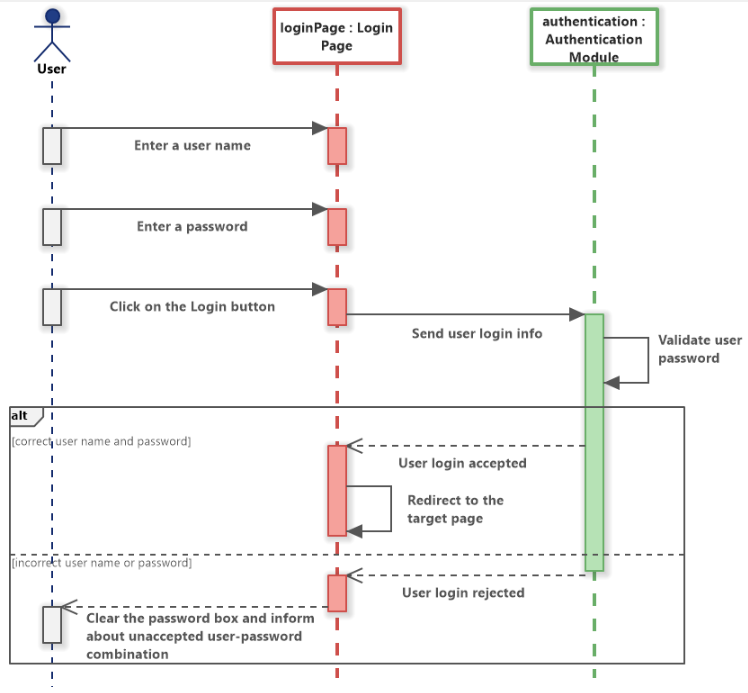 loginPage : Login
Page
authentication :
Authentication
Module
User
Enter a user name
Enter a password
Click on the Login button
Send user login info
Validate user
password
alt
[correct user name and password]
User login accepted
Redirect to the
target page
[incorrect user name or password]
User login rejected
Clear the password box and inform
about unaccepted user-password
combination